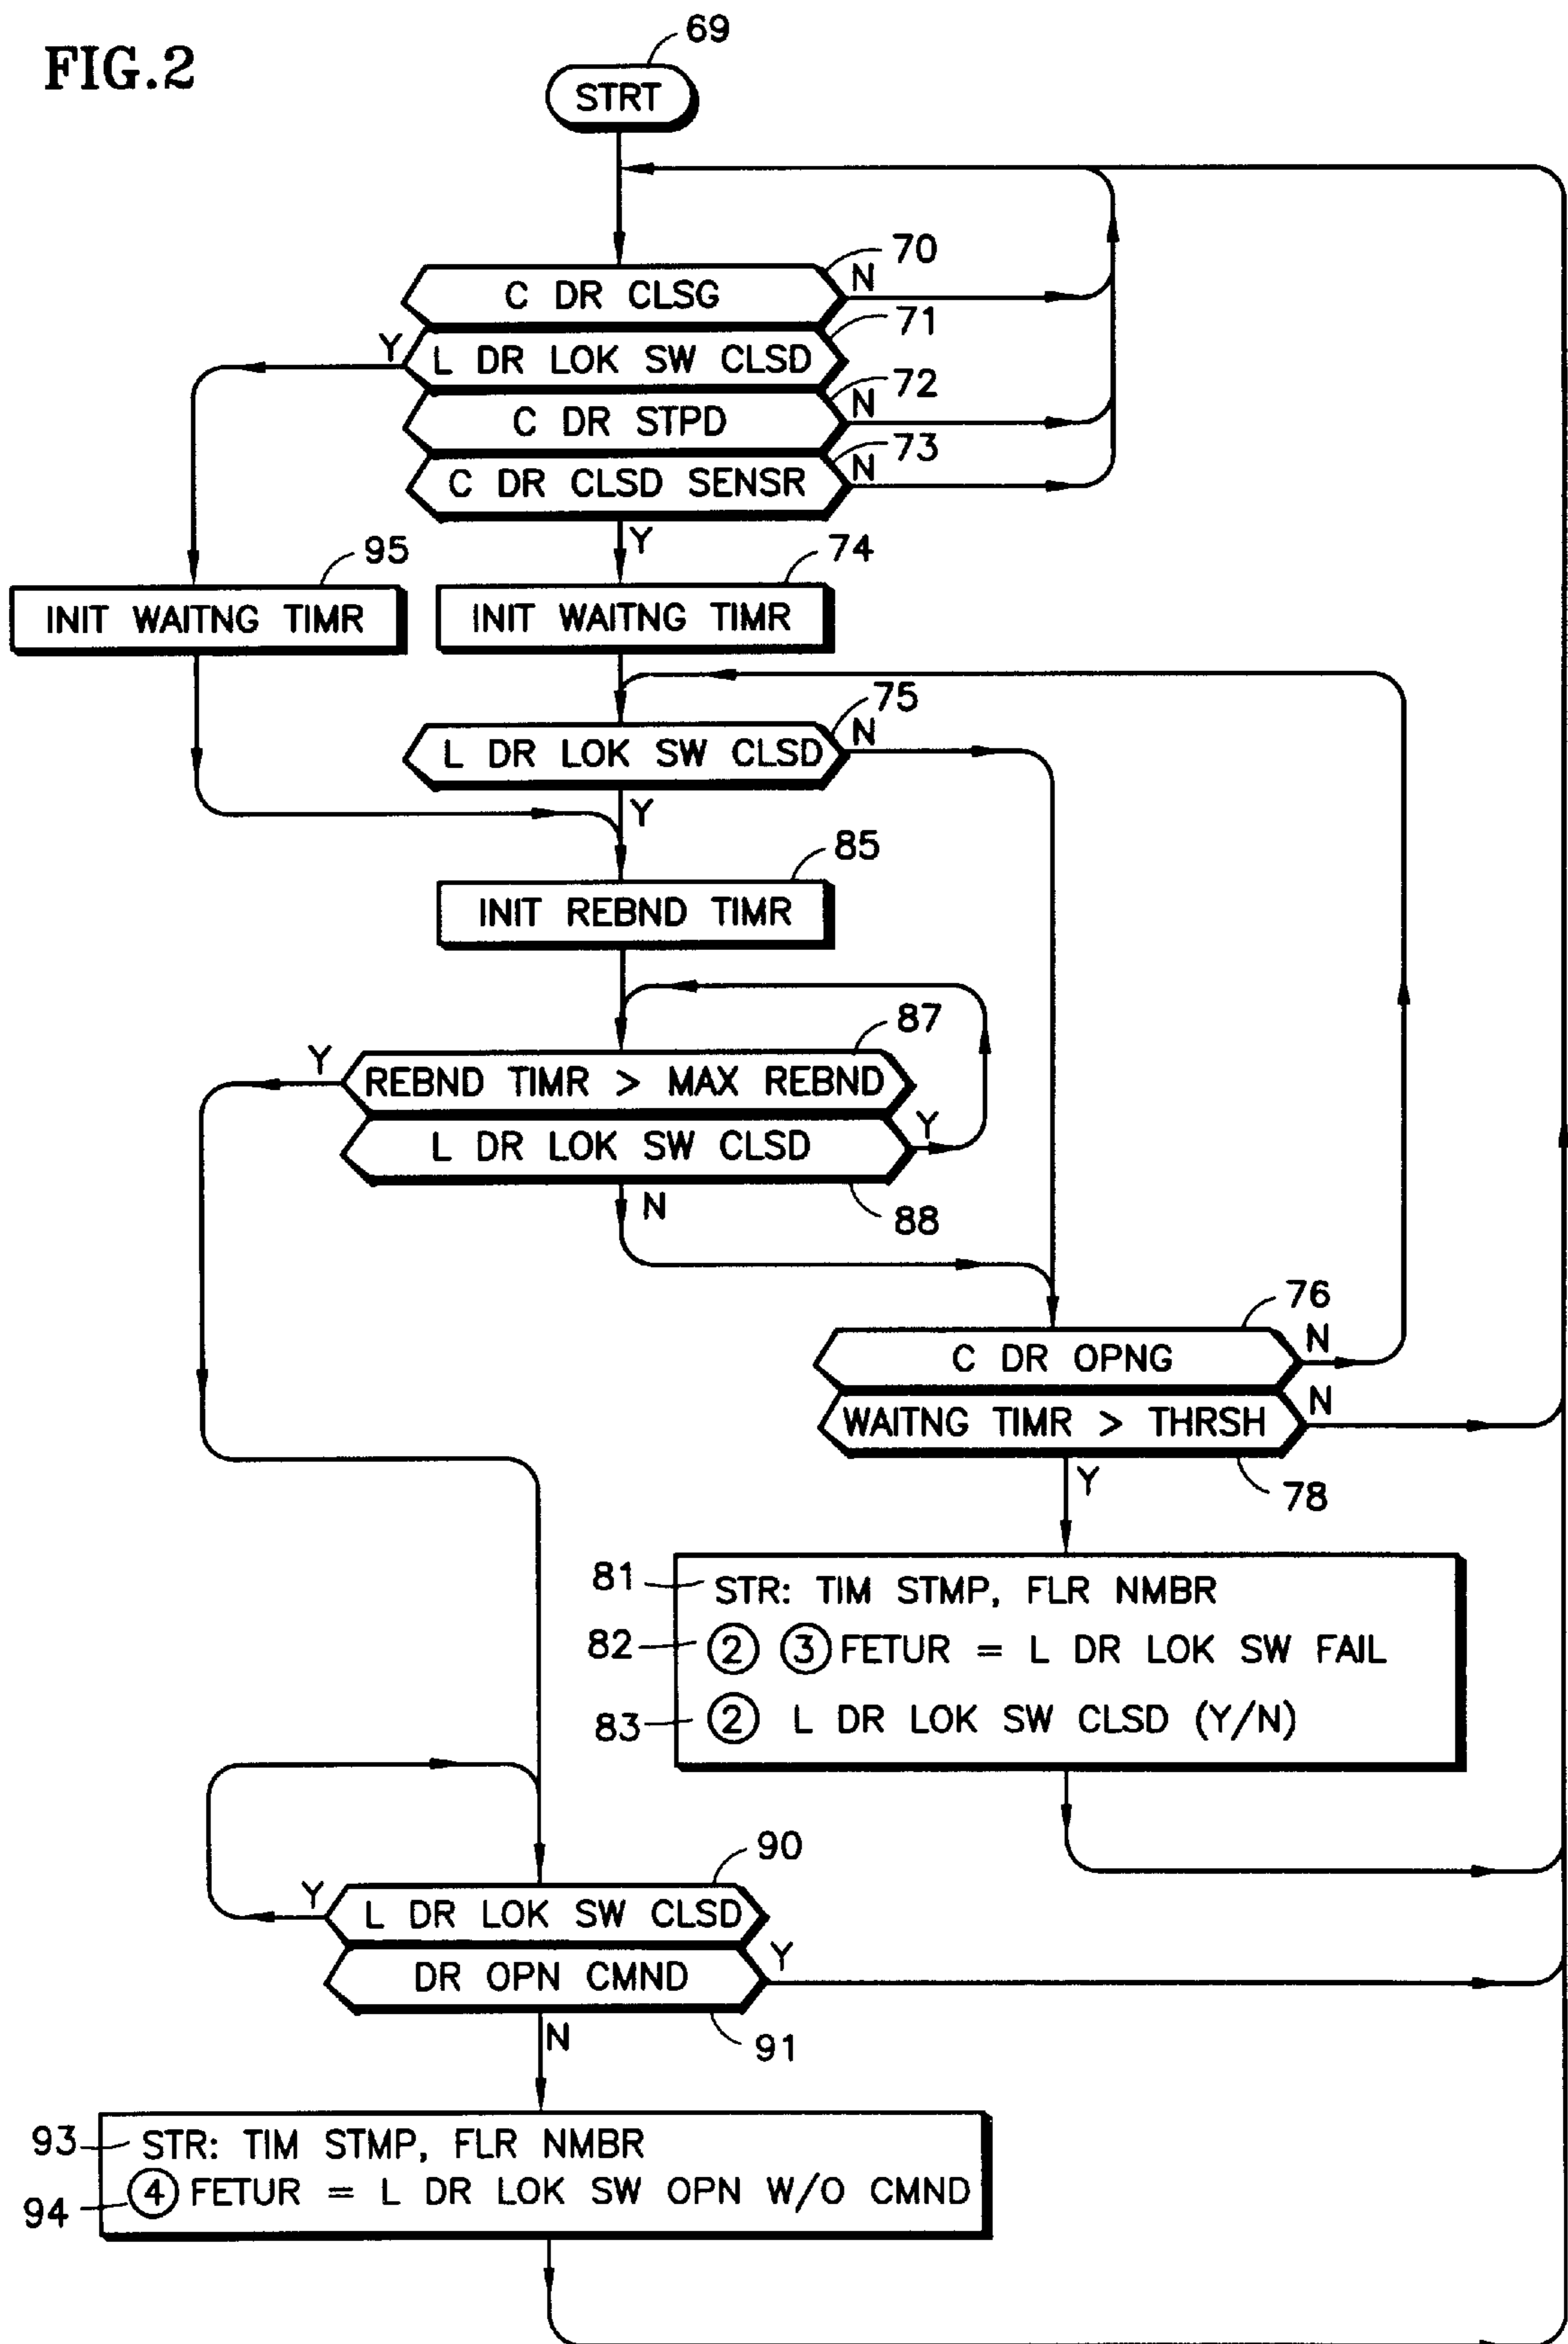 FIG.2
69
STRT
70
C DR CLSG
N
71
Y
L DR LOK SW CLSD
72
C DR STPD
N
73
C DR CLSD SENSR
N
Y
95
74
INIT WAITNG TIMR
INIT WAITNG TIMR
75
L DR LOK SW CLSD
N
Y
85
INIT REBND TIMR
87
Y
REBND TIMR > MAX REBND
L DR LOK SW CLSD
Y
N
88
76
C DR OPNG
N
WAITNG TIMR > THRSH
N
Y
78
81
STR: TIM STMP, FLR NMBR
82
② ③ FETUR = L DR LOK SW FAIL
83
② L DR LOK SW CLSD (Y/N)
90
Y
L DR LOK SW CLSD
DR OPN CMND
Y
N
91
93
STR: TIM STMP, FLR NMBR
94
④ FETUR = L DR LOK SW OPN W/O CMND